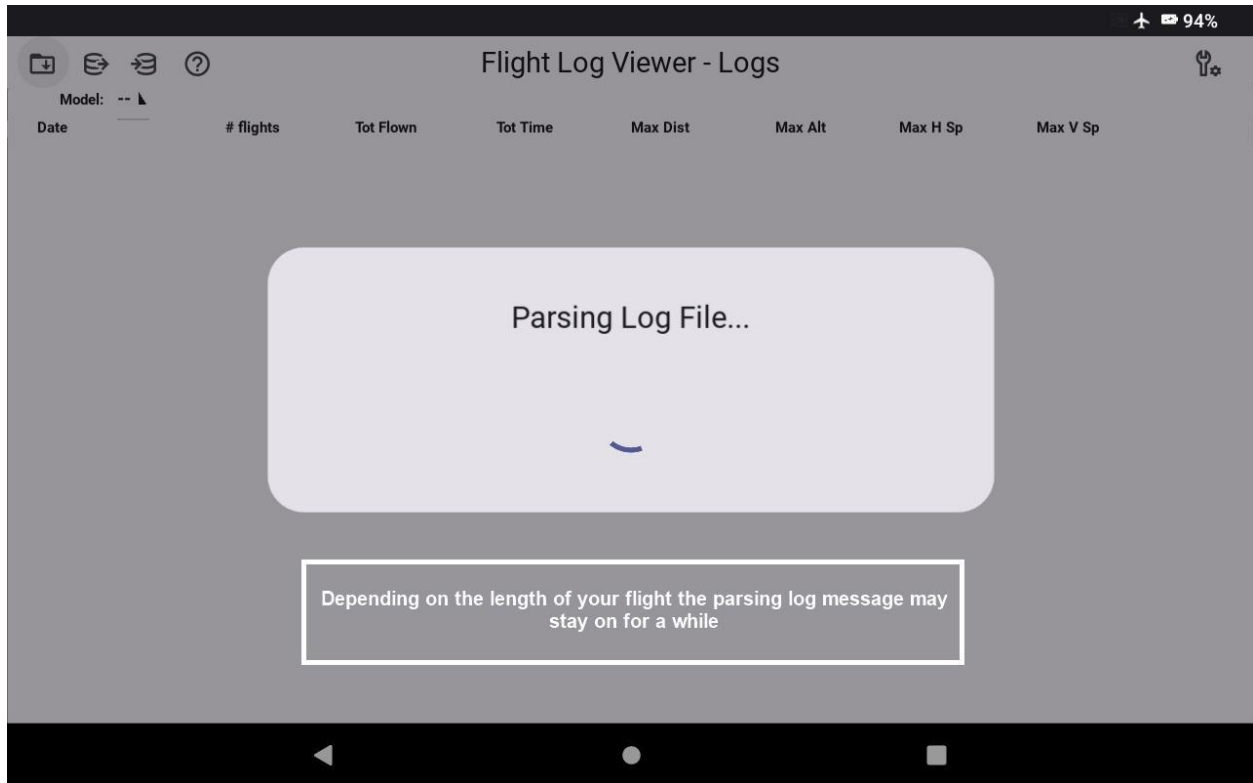 94%
Flight Log Viewer - Logs
Model: --
Date # flights Tot Flown Tot Time Max Dist Max Alt Max H Sp Max V Sp
Parsing Log File...
Depending on the length of your flight the parsing log message may
stay on for a while